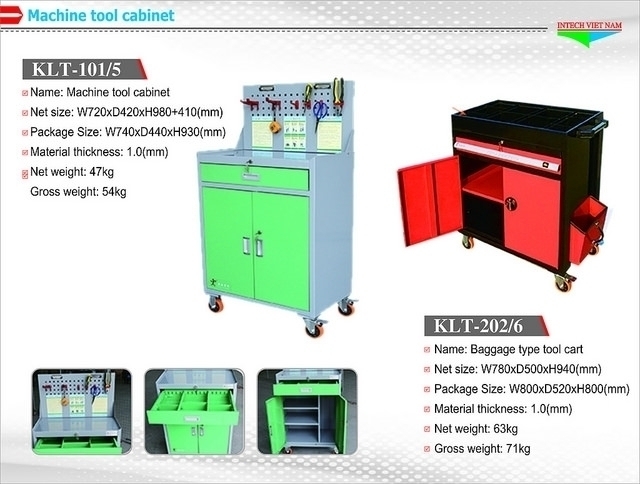 Machine tool cabinet
INTECH VIET NAM
KLT-101/5
Name: Machine tool cabinet
Net size: W720xD420xH980+410(mm)
Package Size: W740xD440xH930(mm)
Material thickness: 1.0(mm)
Net weight: 47kg
Gross weight: 54kg
KLT-202/6
Name: Baggage type tool cart
Net size: W780xD500xH940(mm)
Package Size: W800xD520xH800(mm)
Material thickness: 1.0(mm)
Net weight: 63kg
Gross weight: 71kg